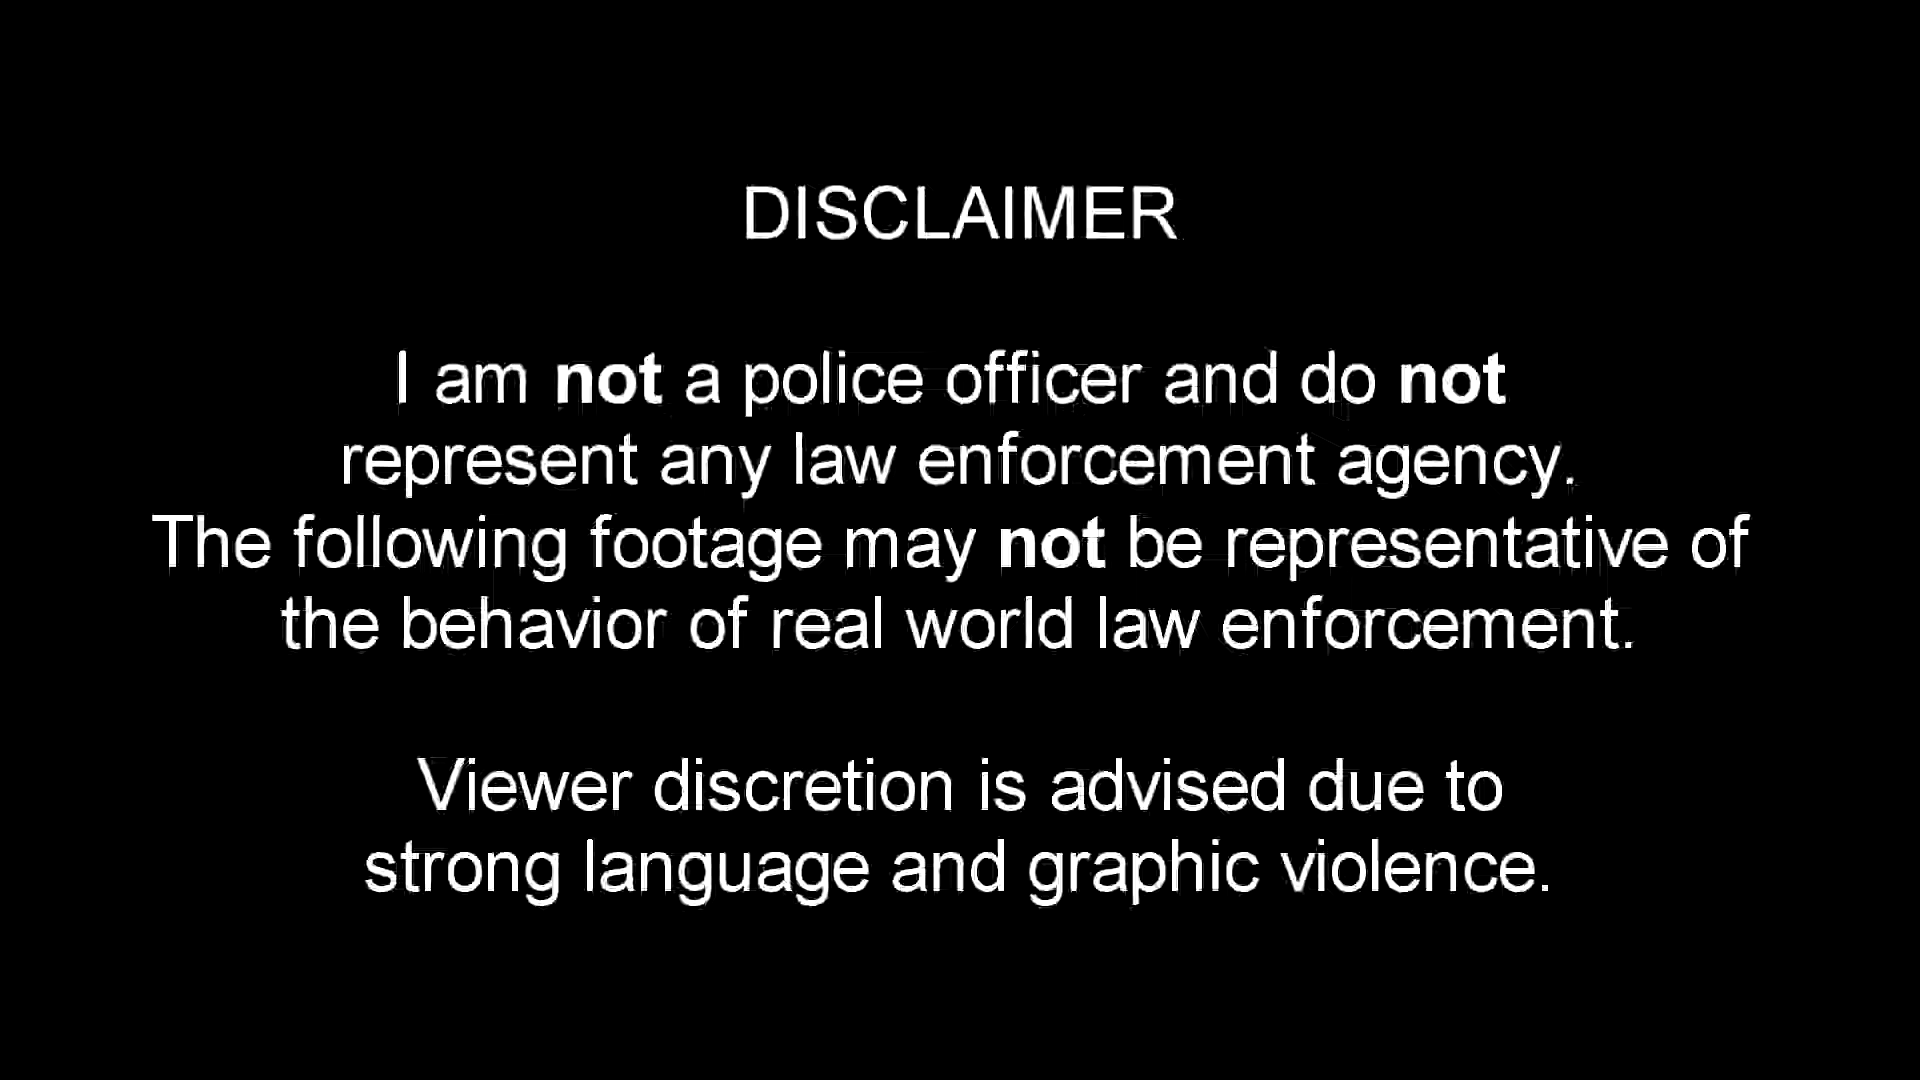 DISCLAIMER
I am not a police officer and do not
represent any law enforcement agency.
The following footage may not be representative of
the behavior of real world law enforcement.
Viewer discretion is advised due to
strong language and graphic violence.